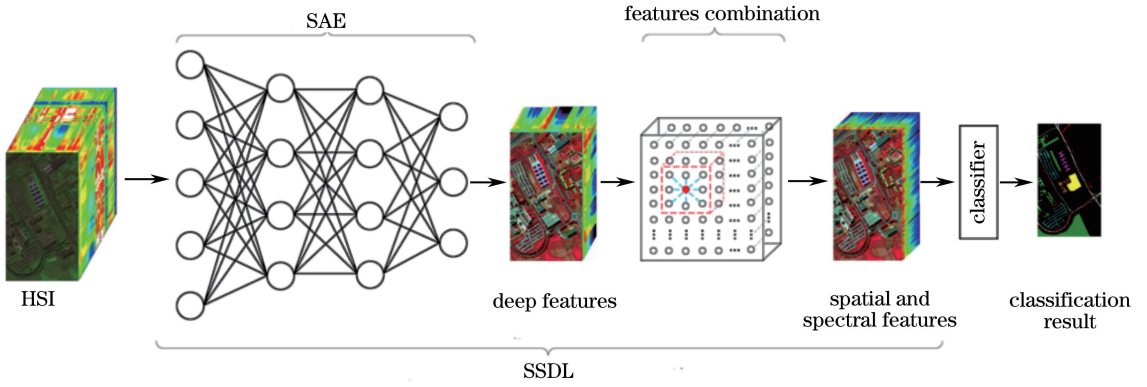 SAE
features combination
HSI
deep features
spatial and
spectral features
classifier
classification
result
SSDL